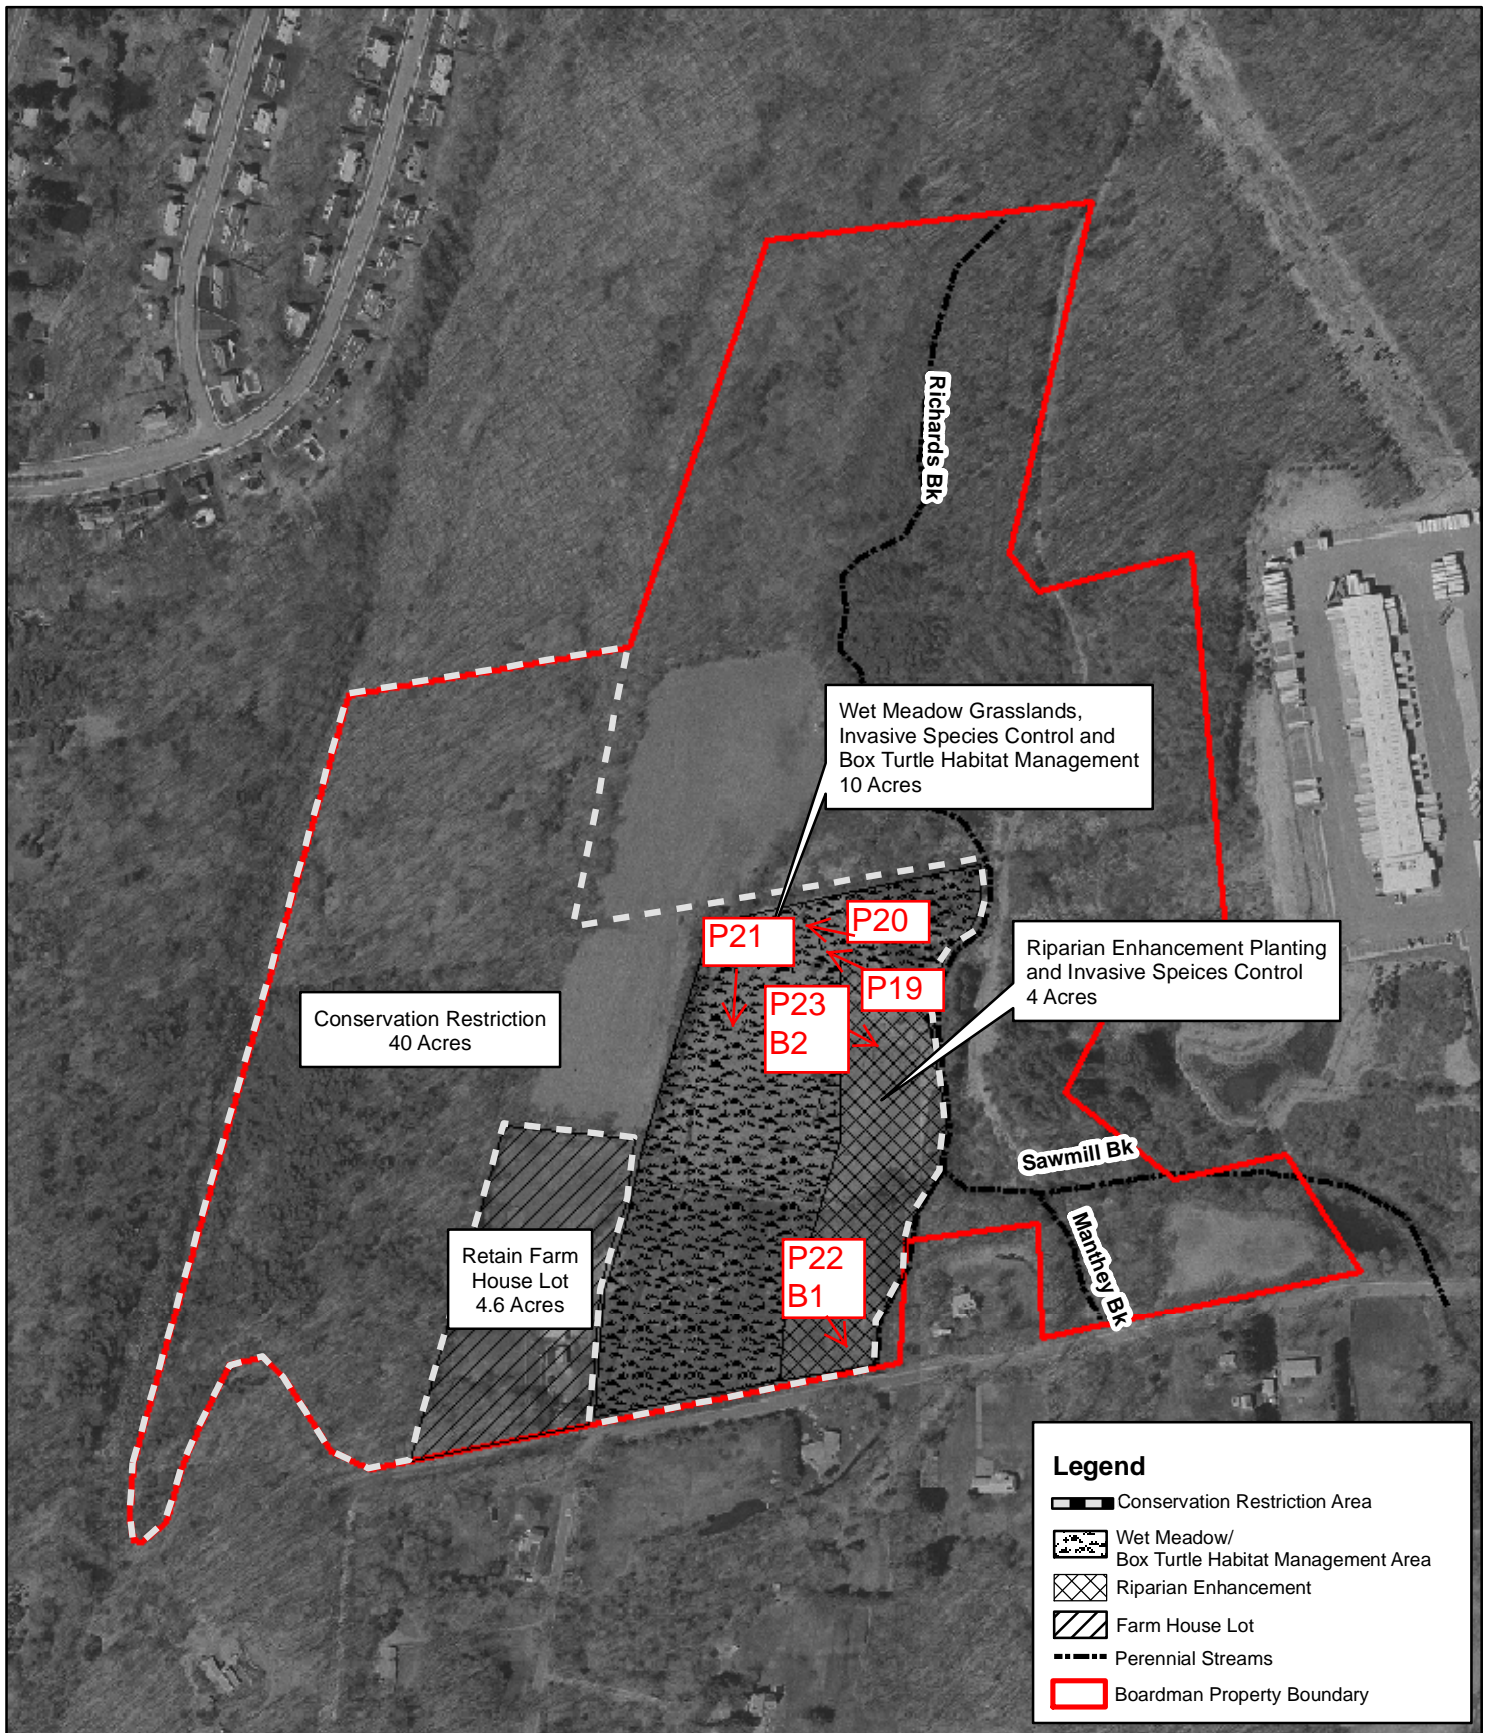 Richards Bk
Wet Meadow Grasslands,
Invasive Species Control and
Box Turtle Habitat Management
10 Acres
P20
P21
P19
P23
B2
Riparian Enhancement Planting
and Invasive Speices Control
4 Acres
Conservation Restriction
40 Acres
Sawmill Bk
Manthey Bk
Retain Farm
House Lot
4.6 Acres
P22
B1
Legend
Conservation Restriction Area
Wet Meadow/
Box Turtle Habitat Management Area
Riparian Enhancement
Farm House Lot
Perennial Streams
Boardman Property Boundary